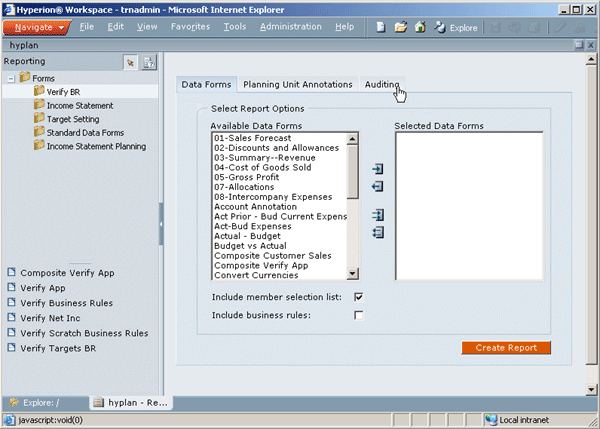 Hyperion® Workspace - trnadmin - Microsoft Internet Explorer
Navigate File Edit View Favorites Tools Administration Help Explore
hyplan
Reporting
Forms
Verify BR
Income Statement
Target Setting
Standard Data Forms
Income Statement Planning
Composite Verify App
Verify App
Verify Business Rules
Verify Net Inc
Verify Scratch Business Rules
Verify Targets BR
Data Forms Planning Unit Annotations Auditing
Select Report Options
Available Data Forms
01-Sales Forecast
02-Discounts and Allowances
03-Summary--Revenue
04-Cost of Goods Sold
05-Gross Profit
07-Allocations
08-Intercompany Expenses
Account Annotation
Act Prior - Bud Current Expens
Act-Bud Expenses
Actual - Budget
Budget vs Actual
Composite Customer Sales
Composite Verify App
Convert Currencies
Selected Data Forms
Include member selection list:
Include business rules:
Create Report
Explore: / hyplan - Re...
javascript:void(0) Local intranet